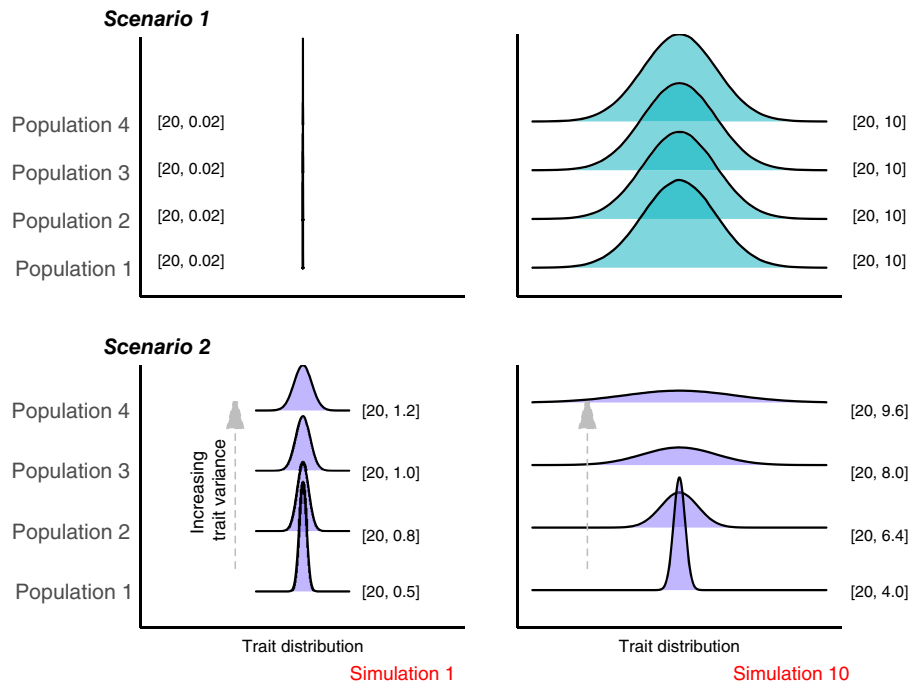 Scenario 1
Population 4 [20, 0.02] [20, 10]
Population 3 [20, 0.02] [20, 10]
Population 2 [20, 0.02] [20, 10]
Population 1 [20, 0.02] [20, 10]
Scenario 2
Population 4 [20, 1.2] [20, 9.6]
Population 3 [20, 1.0] [20, 8.0]
Population 2 [20, 0.8] [20, 6.4]
Population 1 [20, 0.5] [20, 4.0]
Increasing
trait variance
Trait distribution Trait distribution
Simulation 1 Simulation 10